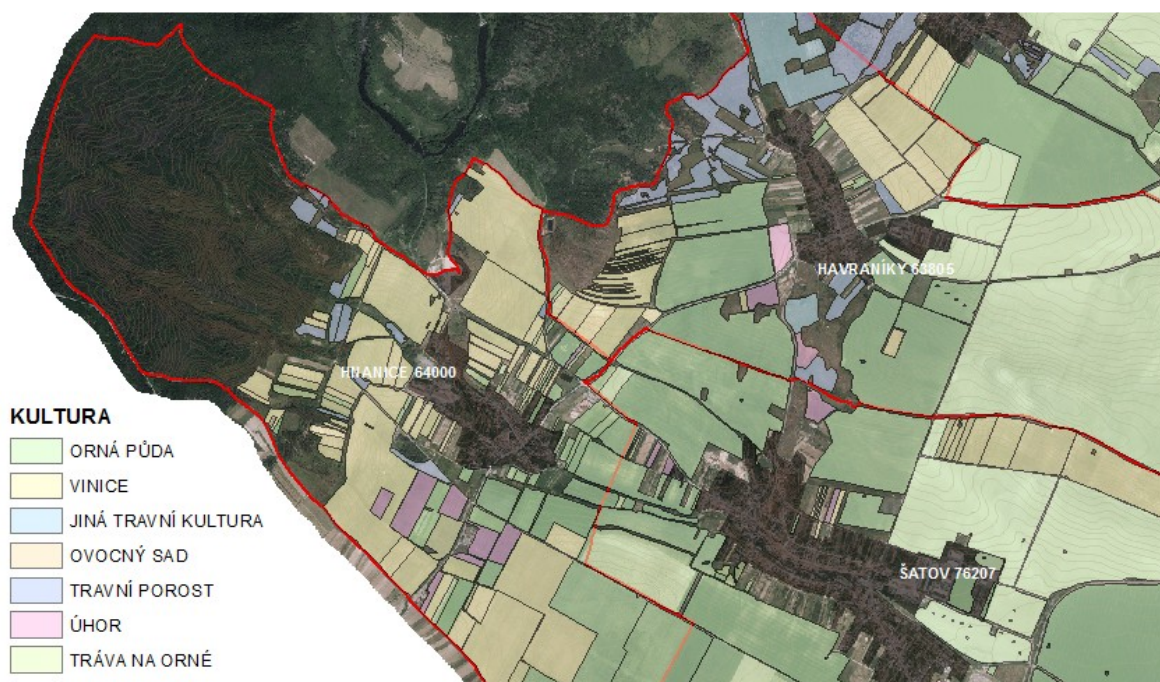 HAVRANÍKY 63805
HNANICE 64000
ŠATOV 76207
KULTURA
ORNÁ PŮDA
VINICE
JINÁ TRAVNÍ KULTURA
OVOCNÝ SAD
TRAVNÍ POROST
ÚHOR
TRÁVA NA ORNÉ